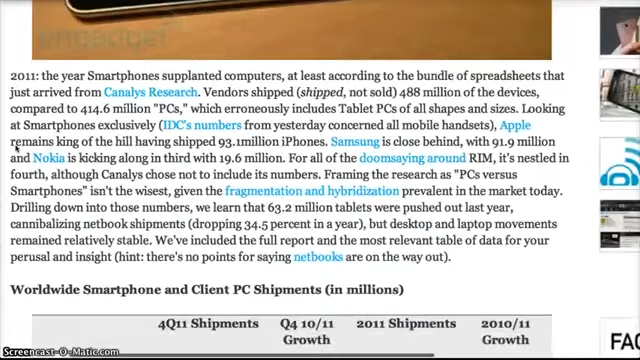 engadget
2011: the year Smartphones supplanted computers, at least according to the bundle of spreadsheets that
just arrived from Canalys Research. Vendors shipped (shipped, not sold) 488 million of the devices,
compared to 414.6 million "PCs," which erroneously includes Tablet PCs of all shapes and sizes. Looking
at Smartphones exclusively (IDC's numbers from yesterday concerned all mobile handsets), Apple
remains king of the hill having shipped 93.1million iPhones. Samsung is close behind, with 91.9 million
and Nokia is kicking along in third with 19.6 million. For all of the doomsaying around RIM, it's nestled in
fourth, although Canalys chose not to include its numbers. Framing the research as "PCs versus
Smartphones" isn't the wisest, given the fragmentation and hybridization prevalent in the market today.
Drilling down into those numbers, we learn that 63.2 million tablets were pushed out last year,
cannibalizing netbook shipments (dropping 34.5 percent in a year), but desktop and laptop movements
remained relatively stable. We've included the full report and the most relevant table of data for your
perusal and insight (hint: there's no points for saying netbooks are on the way out).
Worldwide Smartphone and Client PC Shipments (in millions)
4Q11 Shipments Q4 10/11 Growth 2011 Shipments 2010/11 Growth
FAC
Screencast-O-Matic.com